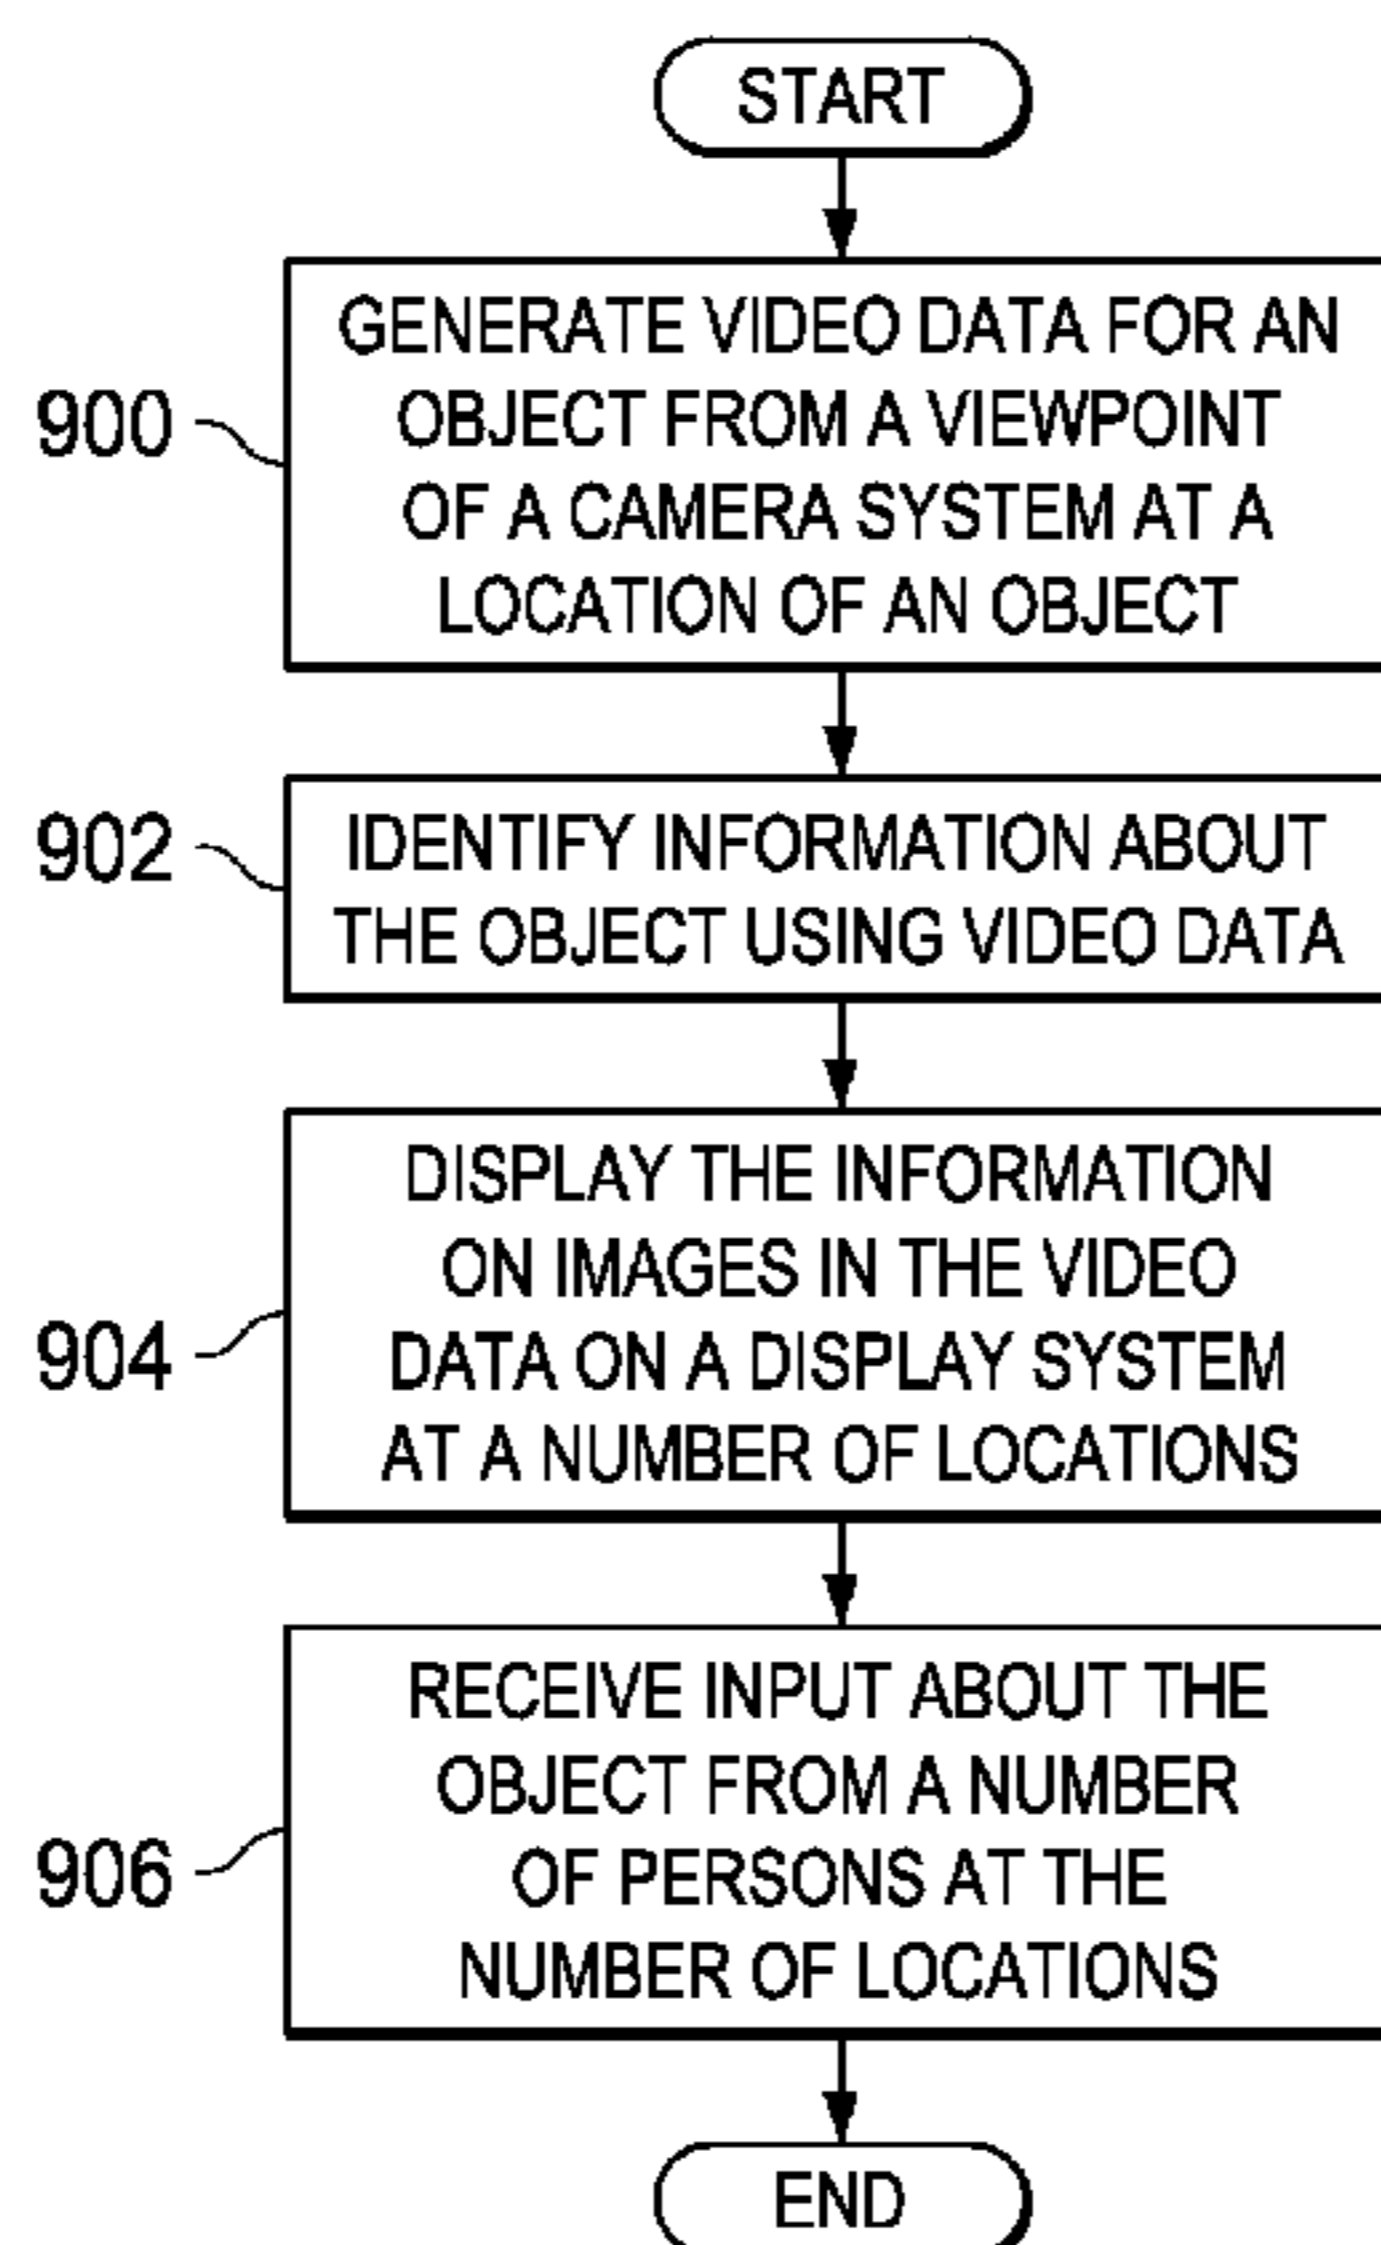 START
900
GENERATE VIDEO DATA FOR AN
OBJECT FROM A VIEWPOINT
OF A CAMERA SYSTEM AT A
LOCATION OF AN OBJECT
902
IDENTIFY INFORMATION ABOUT
THE OBJECT USING VIDEO DATA
904
DISPLAY THE INFORMATION
ON IMAGES IN THE VIDEO
DATA ON A DISPLAY SYSTEM
AT A NUMBER OF LOCATIONS
906
RECEIVE INPUT ABOUT THE
OBJECT FROM A NUMBER
OF PERSONS AT THE
NUMBER OF LOCATIONS
END